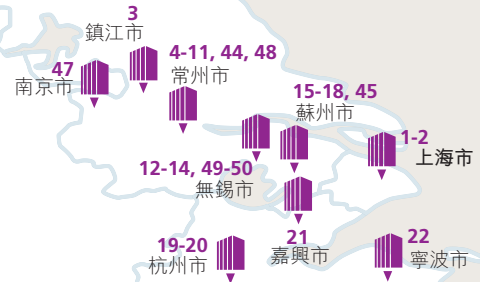 3
鎮江市
4-11, 44, 48
常州市
47
南京市
15-18, 45
蘇州市
1-2
上海市
12-14, 49-50
無錫市
21
嘉興市
19-20
杭州市
22
寧波市